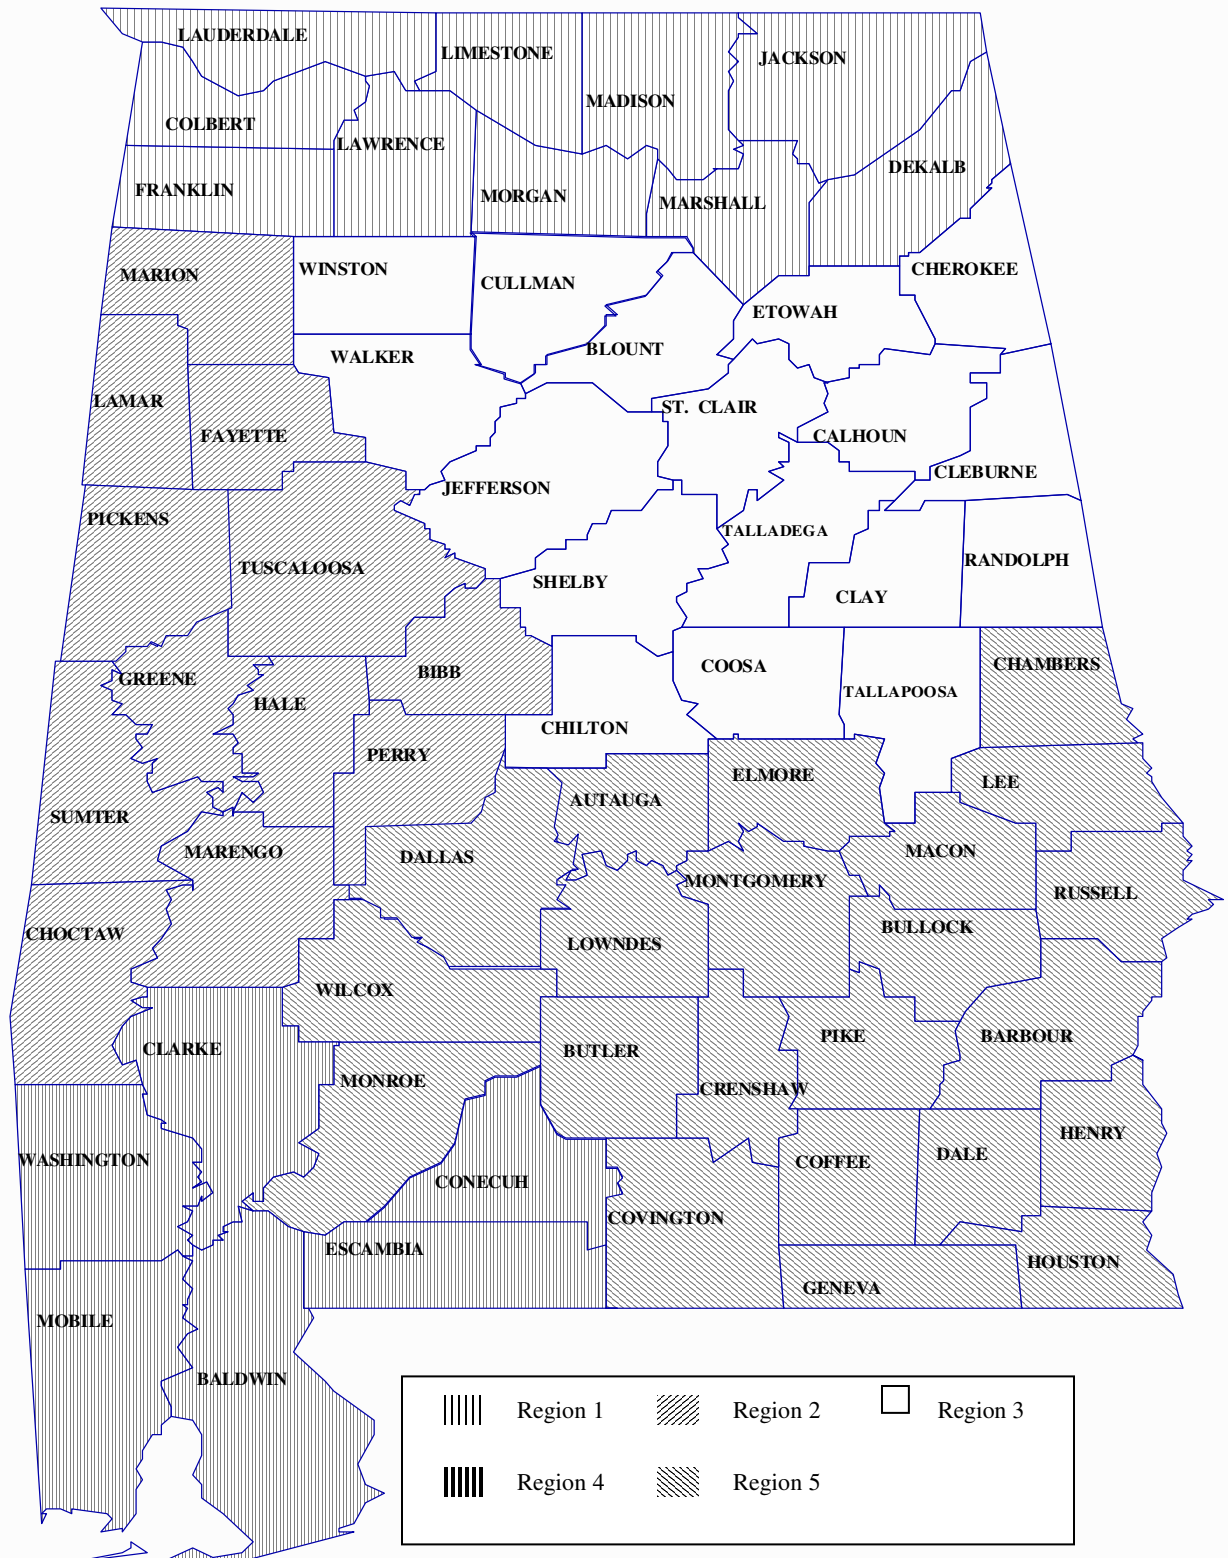 LAUDERDALE
LIMESTONE
MADISON
JACKSON
COLBERT
LAWRENCE
FRANKLIN
MORGAN
MARSHALL
DEKALB
MARION
WINSTON
CULLMAN
CHEROKEE
ETOWAH
WALKER
BLOUNT
LAMAR
FAYETTE
ST. CLAIR
CALHOUN
CLEBURNE
PICKENS
JEFFERSON
TALLADEGA
TUSCALOOSA
SHELBY
CLAY
RANDOLPH
GREENE
HALE
BIBB
COOSA
TALLAPOOSA
CHAMBERS
PERRY
CHILTON
ELMORE
LEE
SUMTER
MARENGO
DALLAS
AUTAUGA
MACON
MONTGOMERY
RUSSELL
CHOCTAW
LOWNDES
BULLOCK
WILCOX
CLARKE
BUTLER
PIKE
BARBOUR
MONROE
CRENSHAW
WASHINGTON
CONECUH
COFFEE
DALE
HENRY
COVINGTON
ESCAMBIA
HOUSTON
GENEVA
MOBILE
BALDWIN
Region 1
Region 2
Region 3
Region 4
Region 5